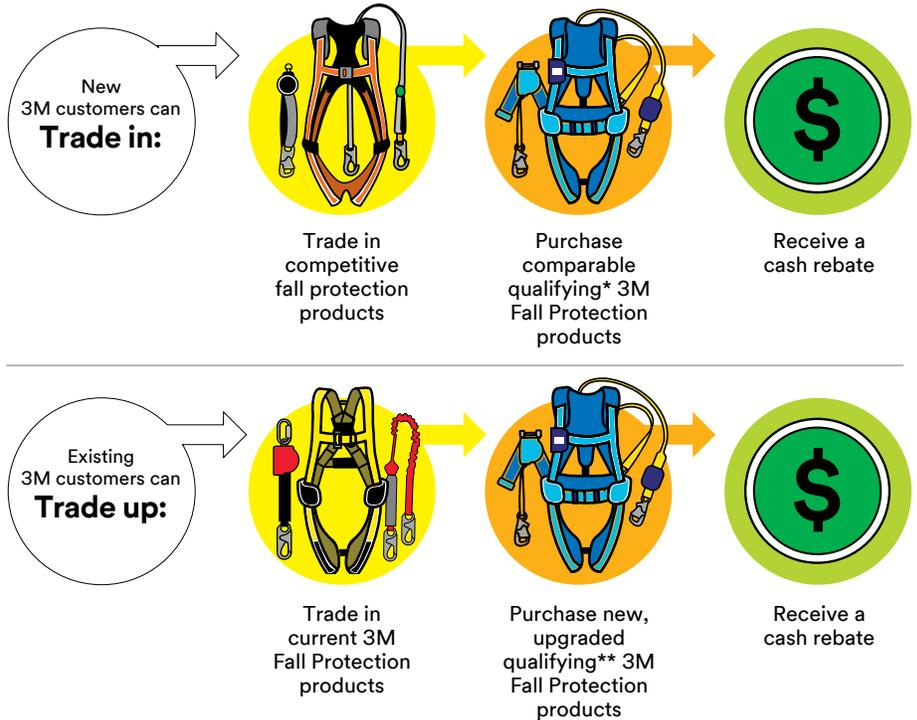 New
3M customers can
Trade in:
Trade in
competitive
fall protection
products
Purchase
comparable
qualifying* 3M
Fall Protection
products
$
Receive a
cash rebate
Existing
3M customers can
Trade up:
Trade in
current 3M
Fall Protection
products
Purchase new,
upgraded
qualifying** 3M
Fall Protection
products
$
Receive a
cash rebate